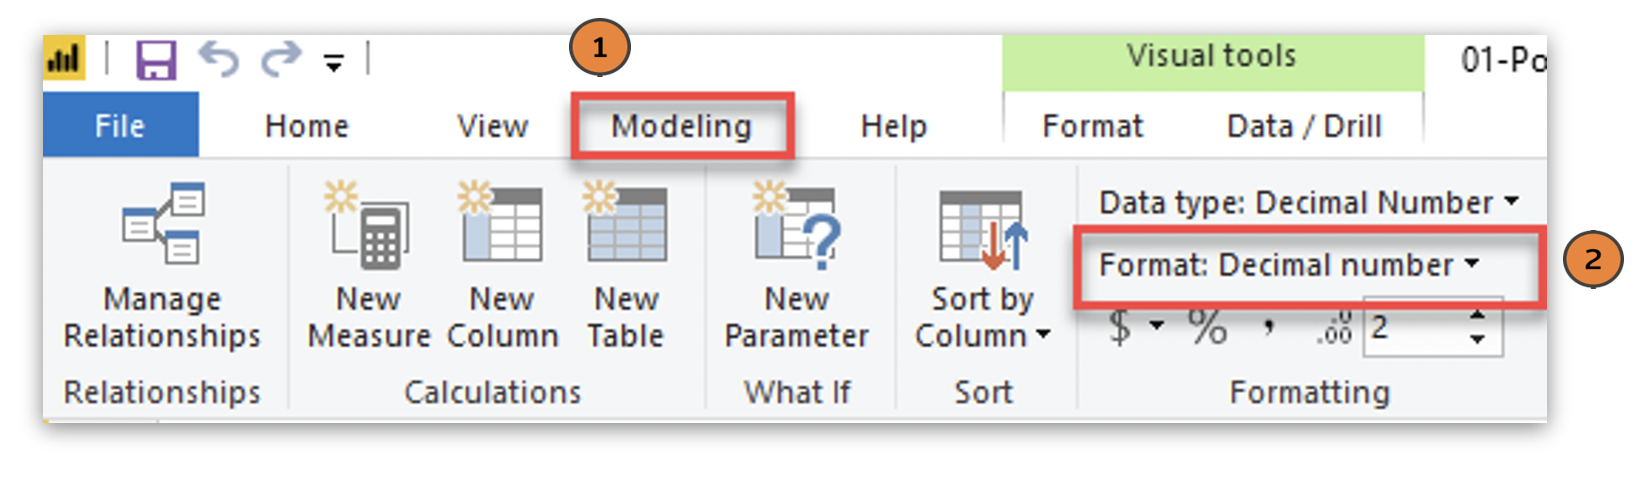 1
Visual tools
01-Po
File Home View Modeling Help Format Data / Drill
Data type: Decimal Number
Format: Decimal number
2
Manage Relationships
New Measure
New Column
New Table
New Parameter
Sort by Column
$ % , .00 2
Relationships
Calculations
What If
Sort
Formatting